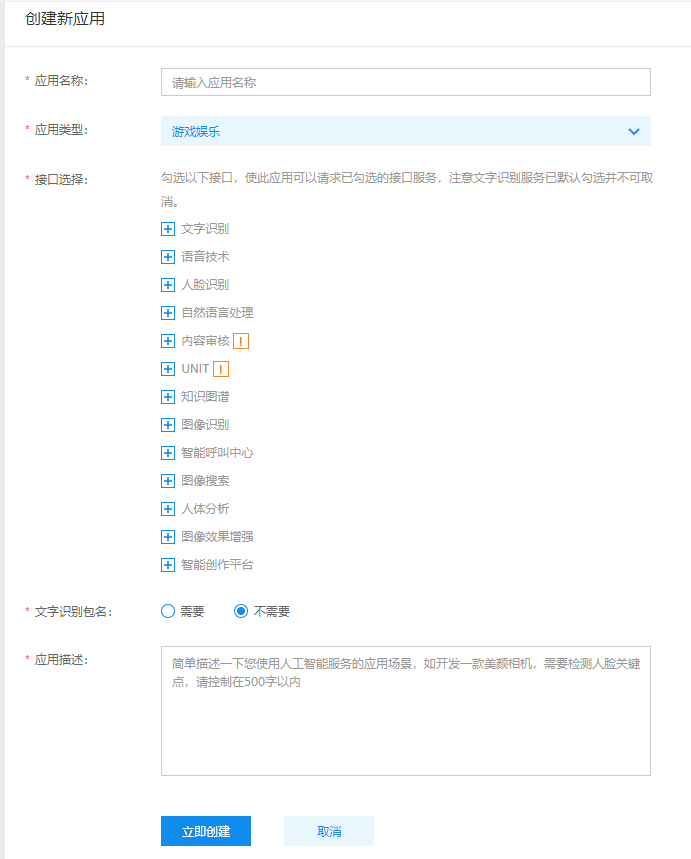 创建新应用
* 应用名称: 请输入应用名称
* 应用类型: 游戏娱乐
* 接口选择: 勾选以下接口，使此应用可以请求已勾选的接口服务，注意文字识别服务已默认勾选并不可取
消。
文字识别
语音技术
人脸识别
自然语言处理
内容审核 !
UNIT !
知识图谱
图像识别
智能呼叫中心
图像搜索
人体分析
图像效果增强
智能创作平台
* 文字识别包名: 需要 不需要
* 应用描述: 简单描述一下您使用人工智能服务的应用场景，如开发一款美颜相机，需要检测人脸关键
点，请控制在500字以内
立即创建 取消